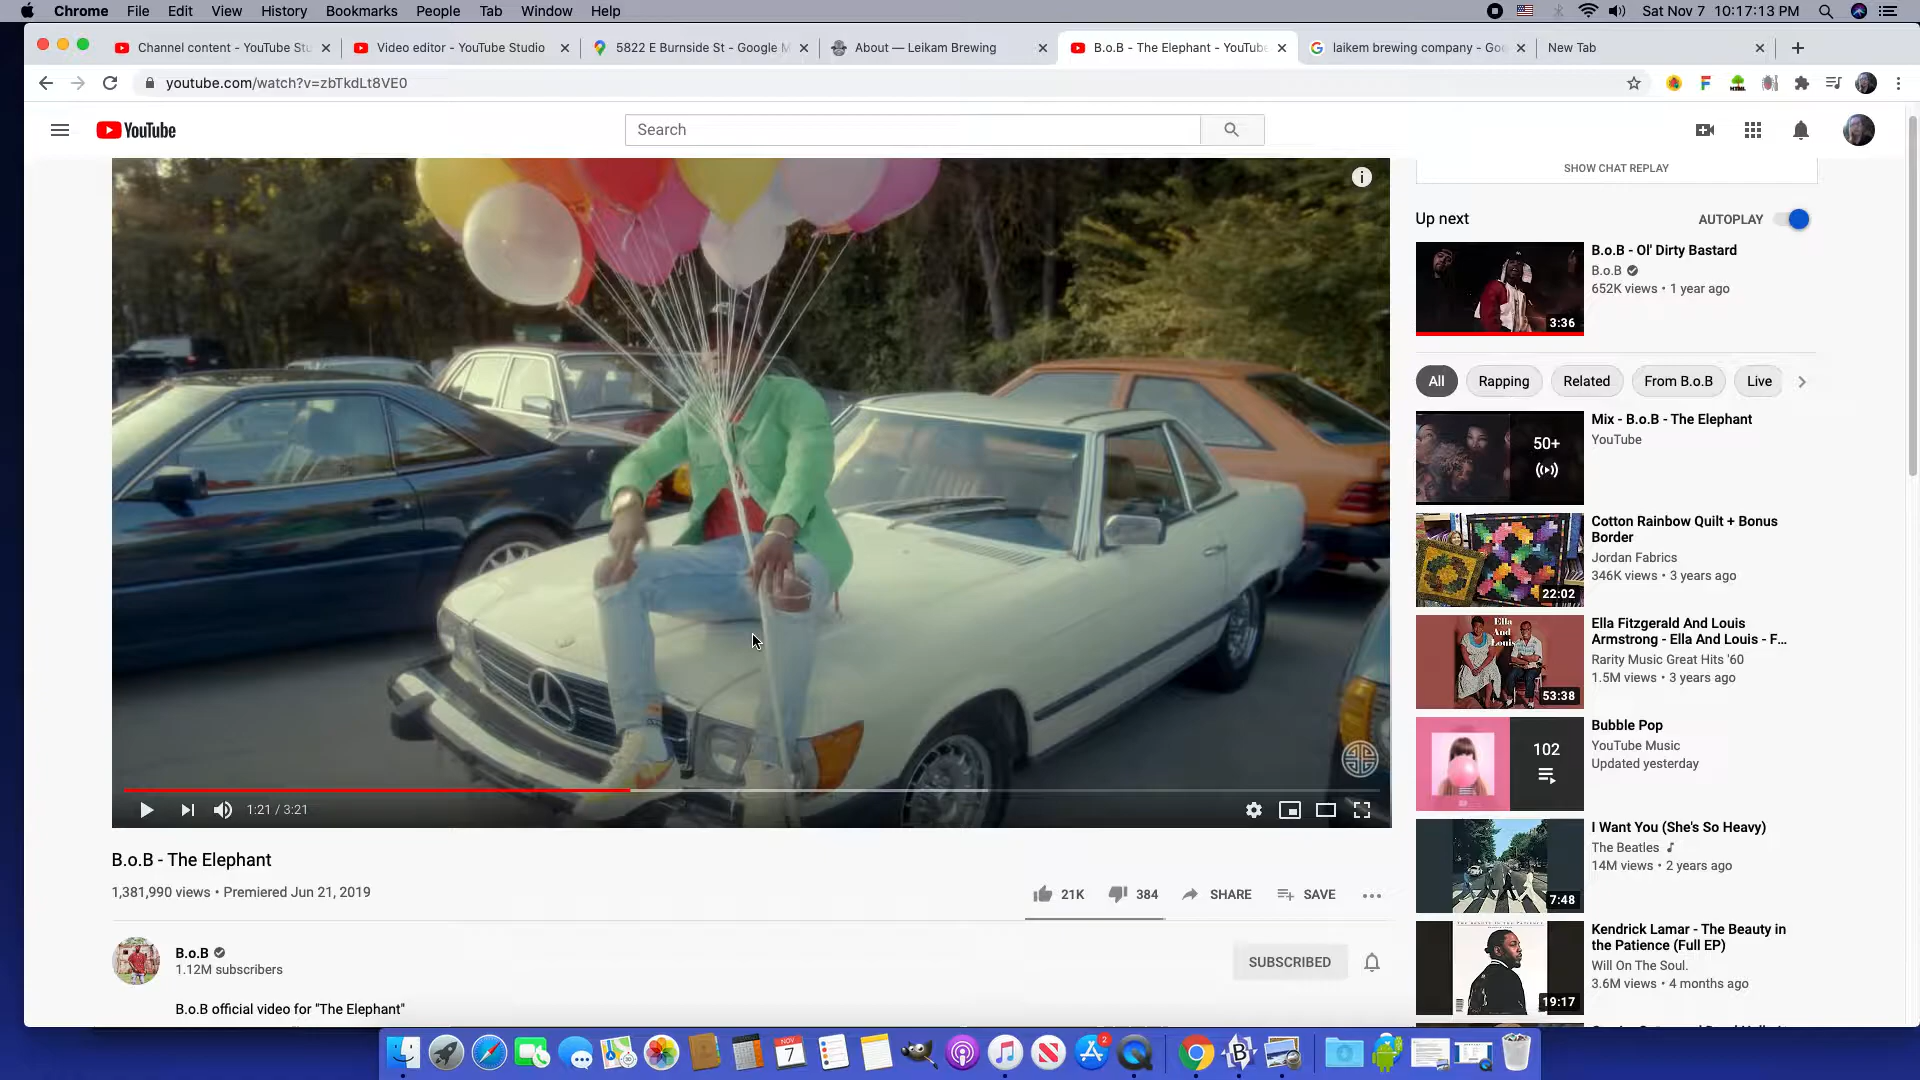 Chrome File Edit View History Bookmarks People Tab Window Help Sat Nov 7 10:17:13 PM
Channel content - YouTube Stu Video editor - YouTube Studio 5822 E Burnside St - Google M About — Leikam Brewing B.o.B - The Elephant - YouTube laikem brewing company - Goo New Tab
youtube.com/watch?v=zbTkdLt8VE0
YouTube
Search
SHOW CHAT REPLAY
Up next AUTOPLAY
B.o.B - Ol' Dirty Bastard
B.o.B
652K views • 1 year ago
3:36
All Rapping Related From B.o.B Live
Mix - B.o.B - The Elephant
YouTube
50+
Cotton Rainbow Quilt + Bonus
Border
Jordan Fabrics
346K views • 3 years ago
22:02
Ella Fitzgerald And Louis
Armstrong - Ella And Louis - F...
Rarity Music Great Hits '60
1.5M views • 3 years ago
Ella
And
Louis
53:38
Bubble Pop
YouTube Music
Updated yesterday
102
I Want You (She's So Heavy)
The Beatles
14M views • 2 years ago
7:48
Kendrick Lamar - The Beauty in
the Patience (Full EP)
Will On The Soul.
3.6M views • 4 months ago
19:17
1:21 / 3:21
B.o.B - The Elephant
1,381,990 views • Premiered Jun 21, 2019
21K 384 SHARE SAVE
B.o.B
1.12M subscribers
SUBSCRIBED
B.o.B official video for "The Elephant"
NOV
7
2